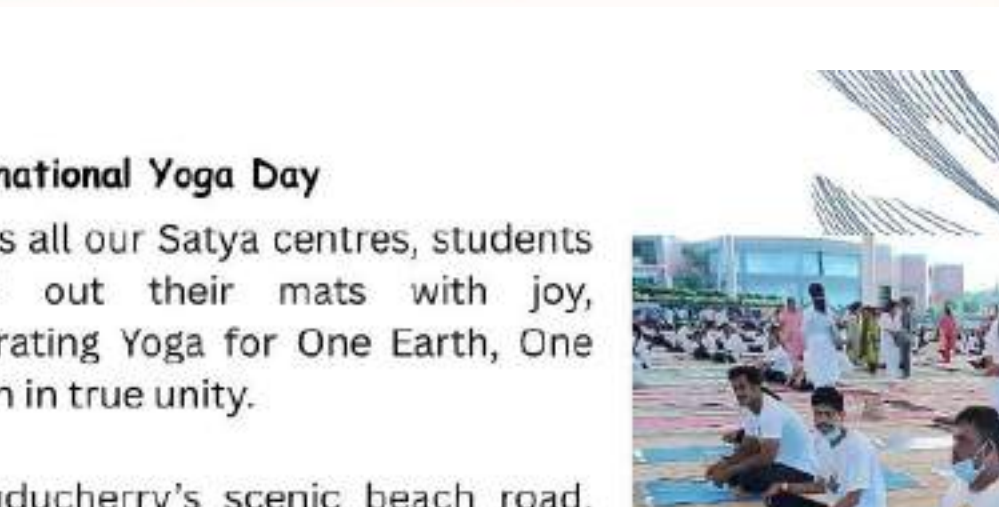 national Yoga Day
s all our Satya centres, students
out their mats with joy,
rating Yoga for One Earth, One
n in true unity.
ducherry's scenic beach road,